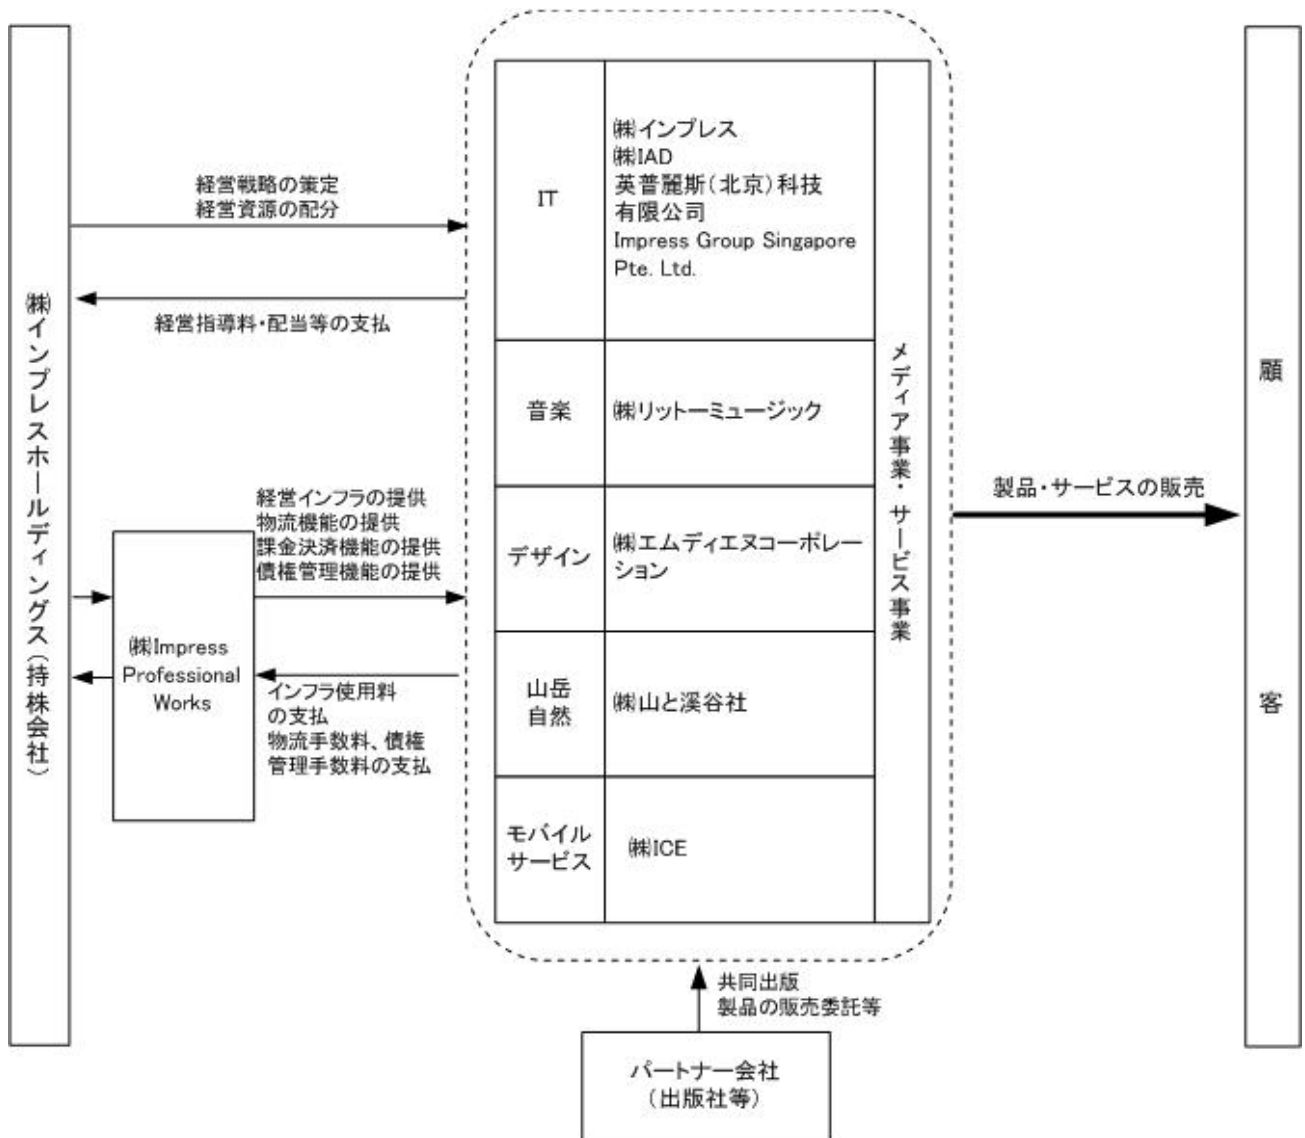 ㈱インプレスホールディングス（持株会社）
経営戦略の策定
経営資源の配分
経営指導料・配当等の支払
㈱Impress
Professional
Works
経営インフラの提供
物流機能の提供
課金決済機能の提供
債権管理機能の提供
インフラ使用料
の支払
物流手数料、債権
管理手数料の支払
IT
㈱インプレス
㈱IAD
英普麗斯（北京）科技
有限公司
Impress Group Singapore
Pte. Ltd.
音楽
㈱リットーミュージック
デザイン
㈱エムディエヌコーポレー
ション
山岳
自然
㈱山と溪谷社
モバイル
サービス
㈱ICE
メディア事業・サービス事業
製品・サービスの販売
顧客
共同出版
製品の販売委託等
パートナー会社
（出版社等）